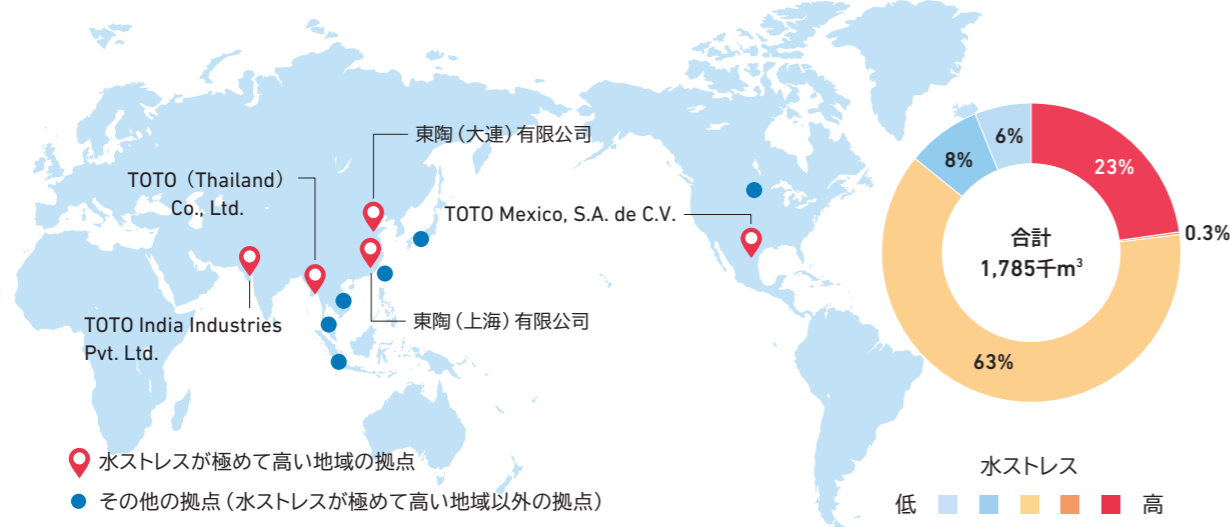 東陶（大連）有限公司
TOTO（Thailand）
Co., Ltd.
TOTO Mexico, S.A. de C.V.
TOTO India Industries
Pvt. Ltd.
東陶（上海）有限公司
水ストレスが極めて高い地域の拠点
その他の拠点（水ストレスが極めて高い地域以外の拠点）
6%
8%
23%
0.3%
63%
合計
1,785千m³
水ストレス
低 高